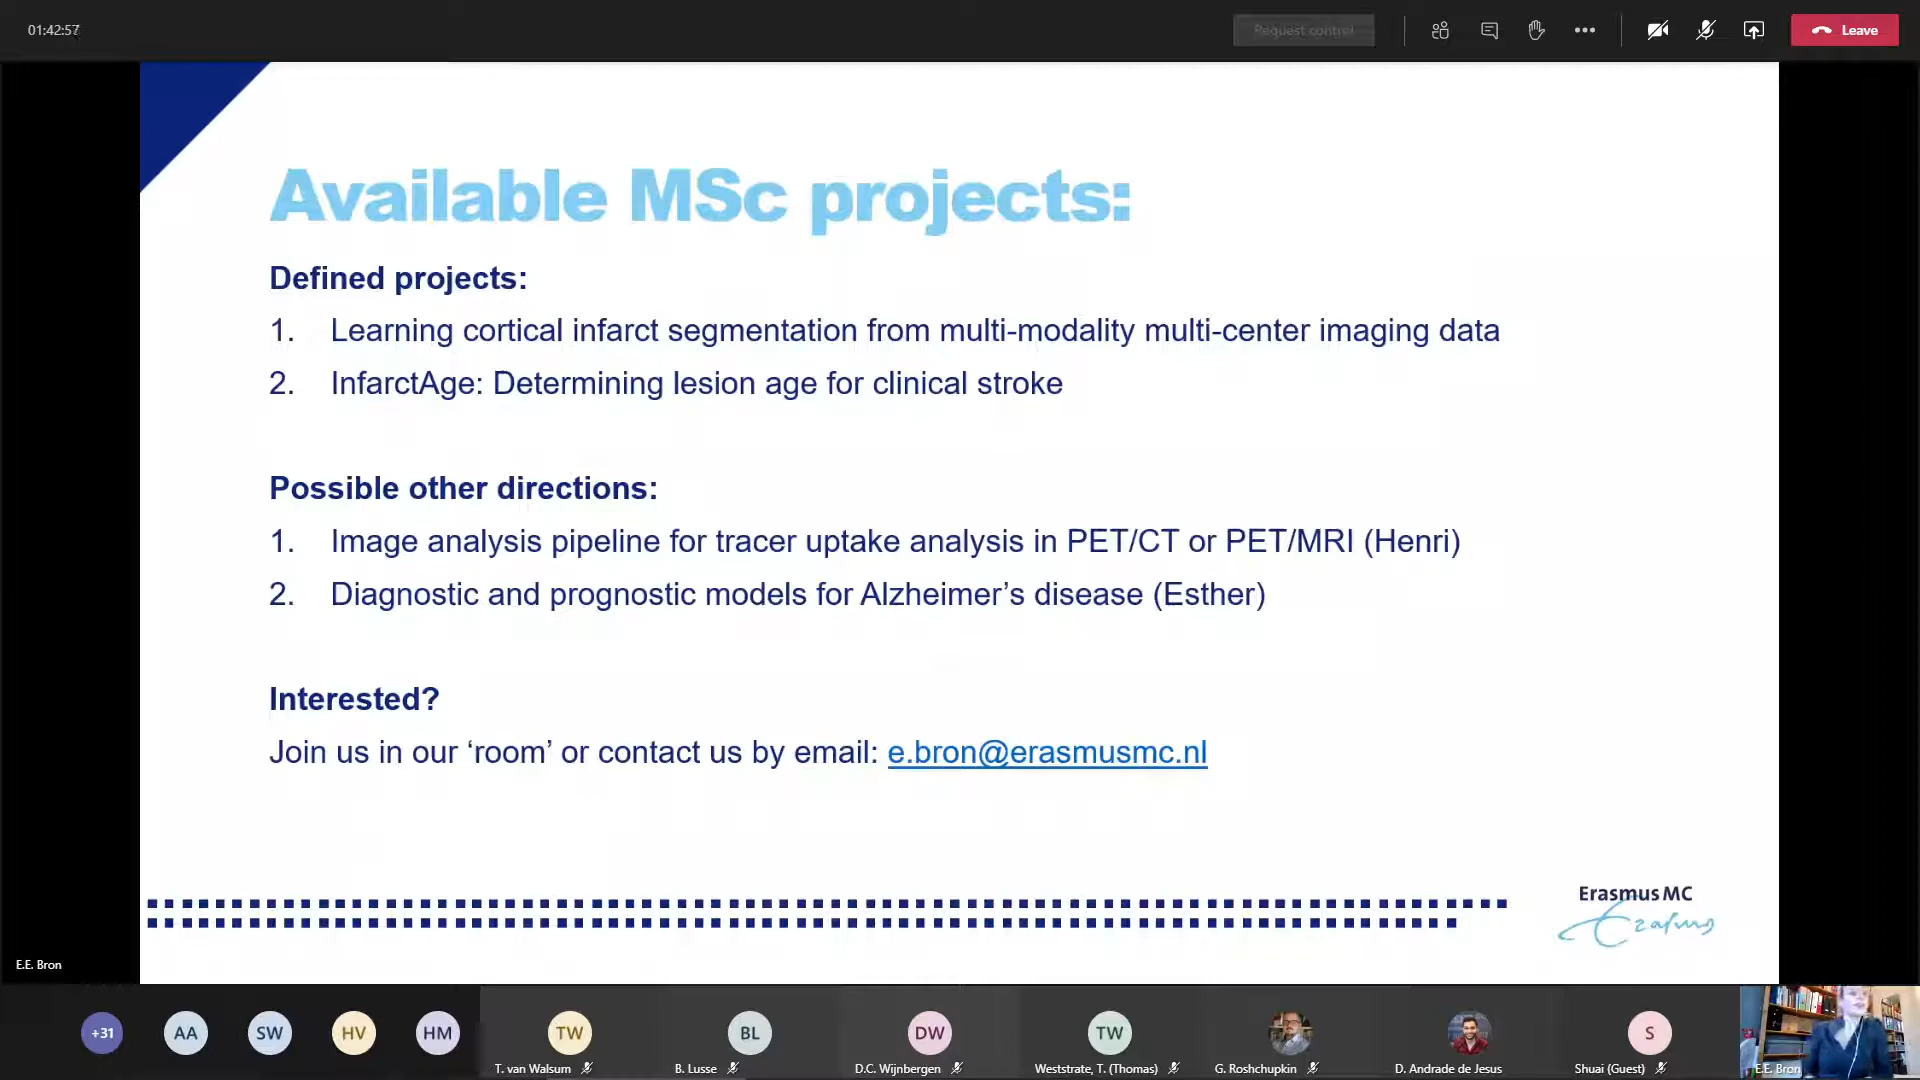 01:42:57
Request control
Leave
Available MSc projects:
Defined projects:
1. Learning cortical infarct segmentation from multi-modality multi-center imaging data
2. InfarctAge: Determining lesion age for clinical stroke
Possible other directions:
1. Image analysis pipeline for tracer uptake analysis in PET/CT or PET/MRI (Henri)
2. Diagnostic and prognostic models for Alzheimer’s disease (Esther)
Interested?
Join us in our ‘room’ or contact us by email: e.bron@erasmusmc.nl
Erasmus MC
Erasmus
E.E. Bron
+31 AA SW HV HM TW BL DW TW S
T. van Walsum B. Lusse D.C. Wijnbergen Weststrate, T. (Thomas) G. Roshchupkin D. Andrade de Jesus Shuai (Guest) E.E. Bron